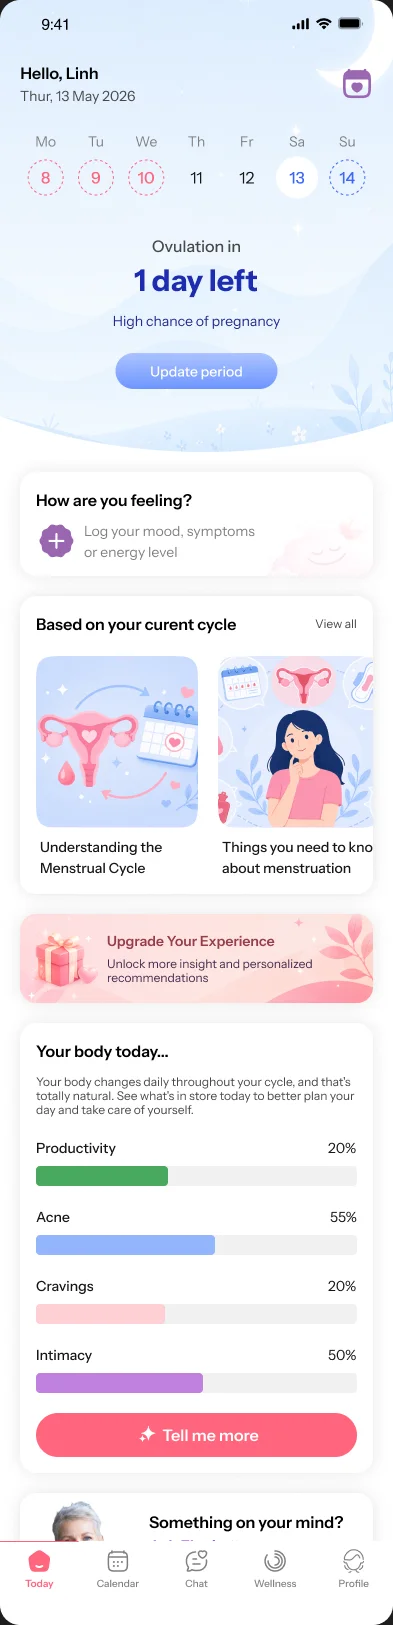 9:41
Hello, Linh
Thur, 13 May 2026
Mo Tu We Th Fr Sa Su
8 9 10 11 12 13 14
Ovulation in
1 day left
High chance of pregnancy
Update period
How are you feeling?
Log your mood, symptoms
or energy level
Based on your curent cycle
View all
Understanding the
Menstrual Cycle
Things you need to kno
about menstruation
Upgrade Your Experience
Unlock more insight and personalized
recommendations
Your body today...
Your body changes daily throughout your cycle, and that's
totally natural. See what's in store today to better plan your
day and take care of yourself.
Productivity 20%
Acne 55%
Cravings 20%
Intimacy 50%
Tell me more
Something on your mind?
Today Calendar Chat Wellness Profile